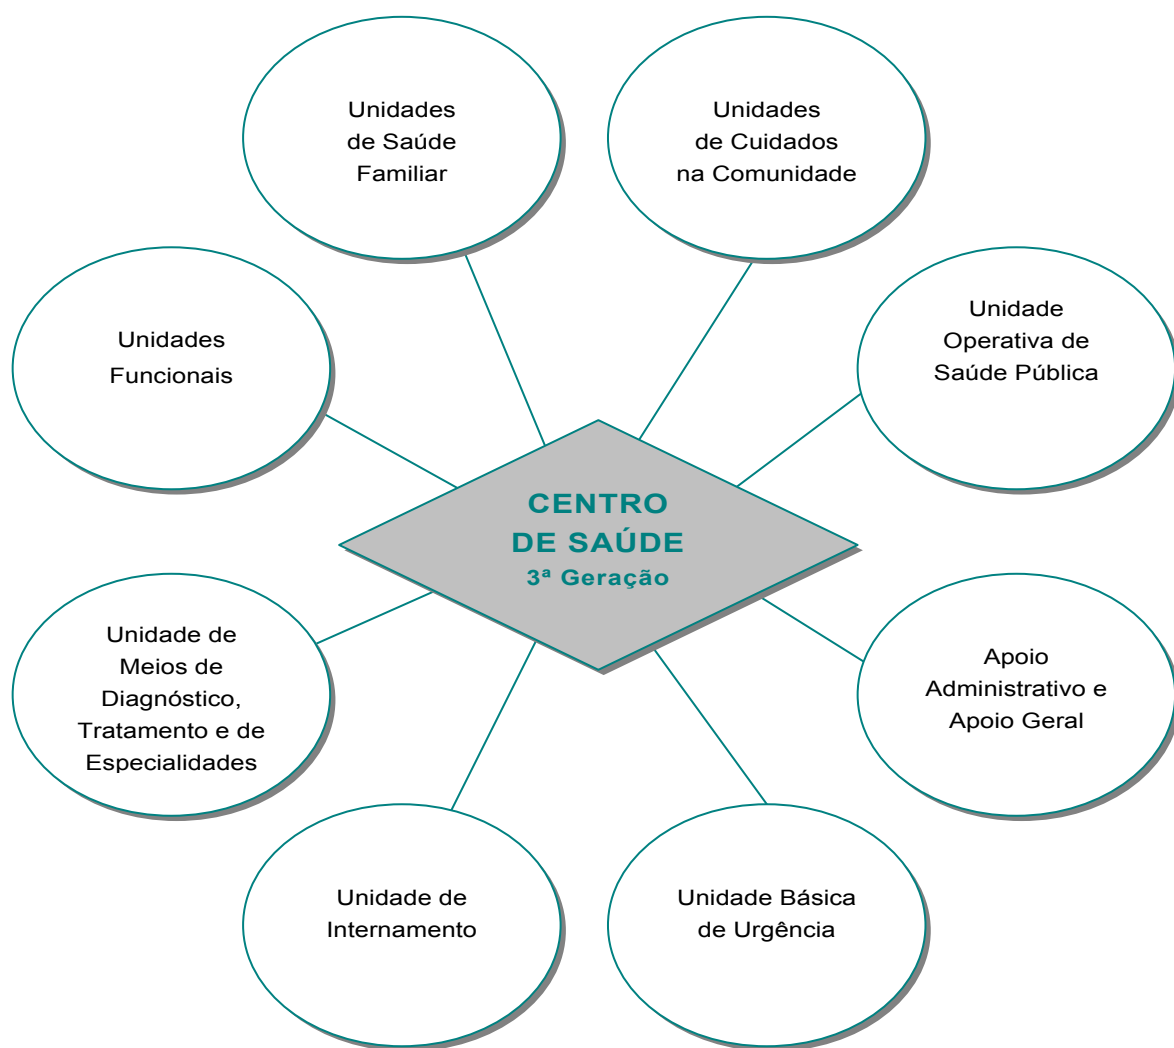 Unidades
de Saúde
Familiar
Unidades
de Cuidados
na Comunidade
Unidades
Funcionais
Unidade
Operativa de
Saúde Pública
CENTRO
DE SAÚDE
3ª Geração
Unidade de
Meios de
Diagnóstico,
Tratamento e de
Especialidades
Apoio
Administrativo e
Apoio Geral
Unidade de
Internamento
Unidade Básica
de Urgência